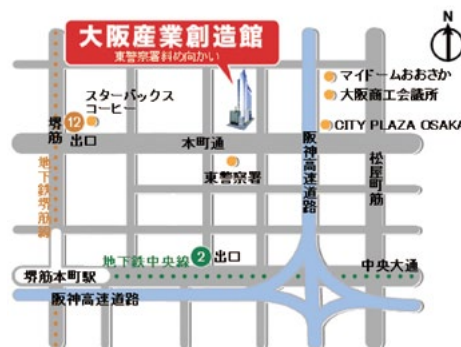 N
大阪産業創造館
東警察署斜め向かい
マイドームおおさか
大阪商工会議所
CITY PLAZA OSAKA
スターバックス
コーヒー
堺筋
12
出口
本町通
東警察署
阪神高速道路
松屋町筋
地下鉄堺筋線
地下鉄中央線
2
出口
堺筋本町駅
中央大通
阪神高速道路